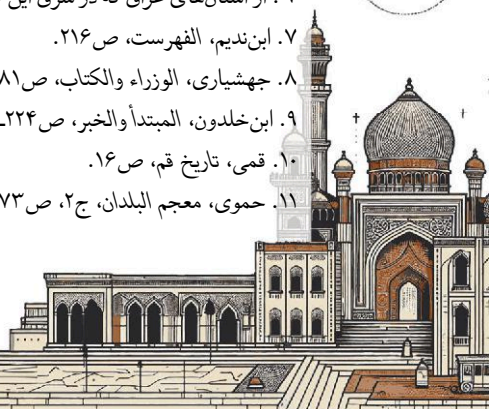 ۶. از استان‌های عراق که در شرق این
۷. ابن‌ندیم، الفهرست، ص۲۱۶.
۸. جهشیاری، الوزراء والکتاب، ص۸۱
۹. ابن‌خلدون، المبتدأ والخبر، ص۲۲۴ـ
۱۰. قمی، تاریخ قم، ص۱۶.
۱۱. حموی، معجم البلدان، ج۲، ص۷۳